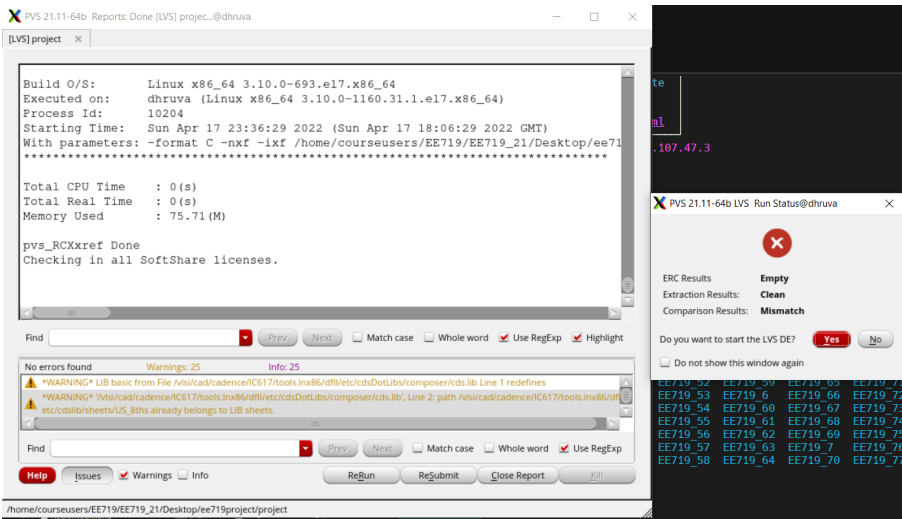 PVS 21.11-64b Reports: Done [LVS] projec...@dhruva
[LVS] project
Build O/S: Linux x86_64 3.10.0-693.el7.x86_64
Executed on: dhruva (Linux x86_64 3.10.0-1160.31.1.el7.x86_64)
Process Id: 10204
Starting Time: Sun Apr 17 23:36:29 2022 (Sun Apr 17 18:06:29 2022 GMT)
With parameters: -format C -nxf -ixf /home/courseusers/EE719/EE719_21/Desktop/ee71
********************************************************************************
Total CPU Time : 0(s)
Total Real Time : 0(s)
Memory Used : 75.71(M)
pvs_RCXxref Done
Checking in all SoftShare licenses.
Find Prev Next Match case Whole word Use RegExp Highlight
No errors found Warnings: 25 Info: 25
*WARNING* LIB basic from File /vlsi/cad/cadence/IC617/tools.lnx86/dfII/etc/cdsDotLibs/composer/cds.lib Line 1 redefines
*WARNING* '/vlsi/cad/cadence/IC617/tools.lnx86/dfII/etc/cdsDotLibs/composer/cds.lib', Line 2: path /vlsi/cad/cadence/IC617/tools.lnx86/dfII
etc/cdslib/sheets/US_8ths already belongs to LIB sheets.
Find Prev Next Match case Whole word Use RegExp
Help Issues Warnings Info ReRun ReSubmit Close Report Kill
/home/courseusers/EE719/EE719_21/Desktop/ee719project/project
te
ml
.107.47.3
PVS 21.11-64b LVS Run Status@dhruva
ERC Results Empty
Extraction Results: Clean
Comparison Results: Mismatch
Do you want to start the LVS DE? Yes No
Do not show this window again
EE719_52 EE719_59 EE719_65 EE719_7
EE719_53 EE719_6 EE719_66 EE719_72
EE719_54 EE719_60 EE719_67 EE719_73
EE719_55 EE719_61 EE719_68 EE719_74
EE719_56 EE719_62 EE719_69 EE719_75
EE719_57 EE719_63 EE719_7 EE719_76
EE719_58 EE719_64 EE719_70 EE719_77